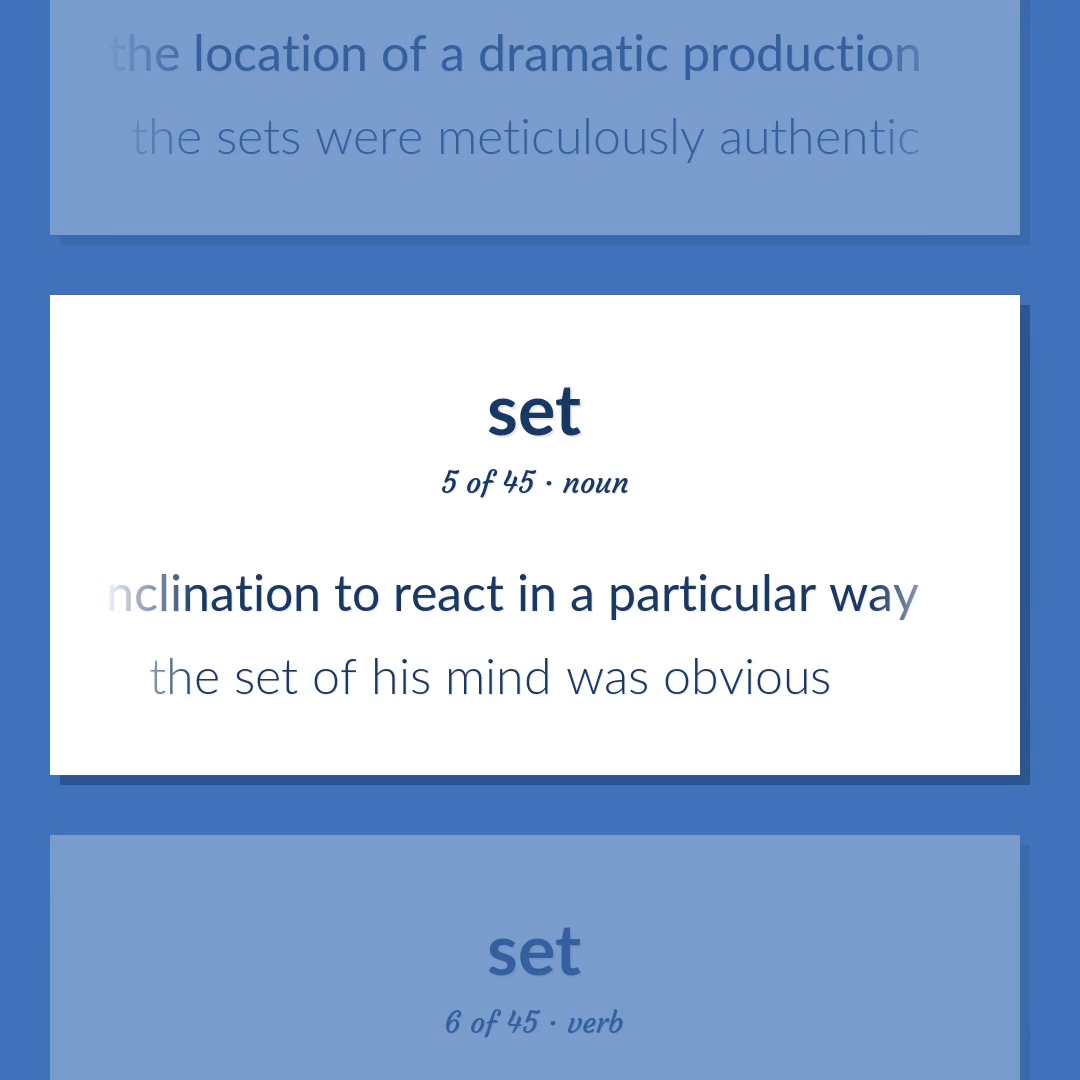 the location of a dramatic production
the sets were meticulously authentic
set
5 of 45 · noun
nclination to react in a particular way
the set of his mind was obvious
set
6 of 45 · verb